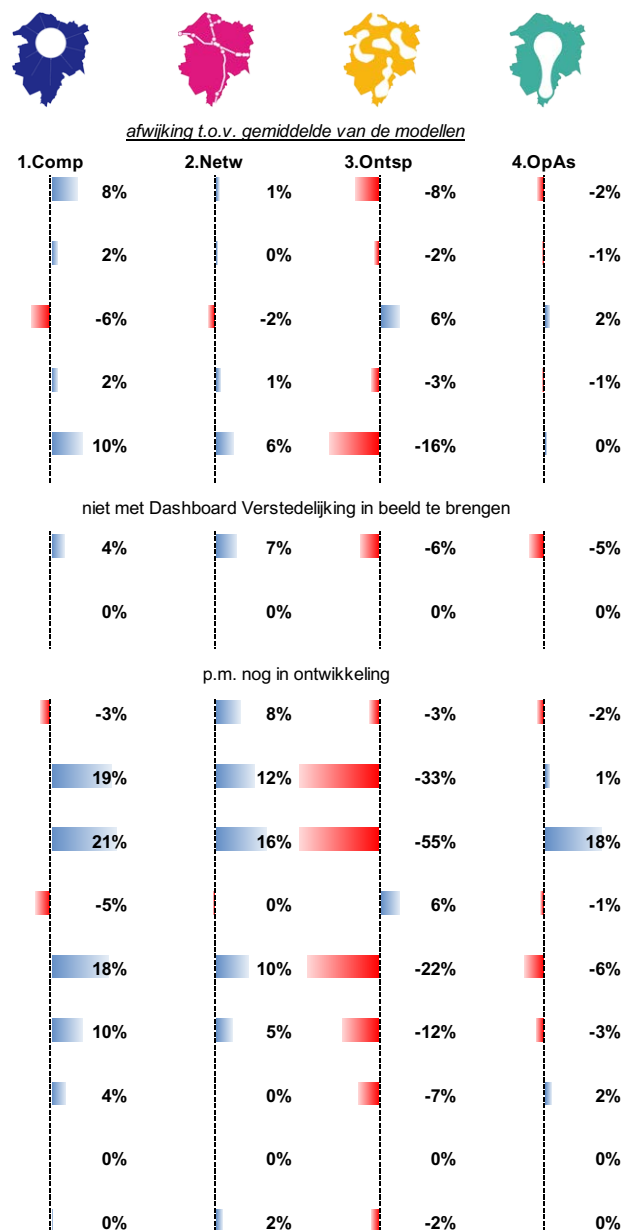 afwijking t.o.v. gemiddelde van de modellen
1.Comp 2.Netw 3.Ontsp 4.OpAs
8% 1% -8% -2%
2% 0% -2% -1%
-6% -2% 6% 2%
2% 1% -3% -1%
10% 6% -16% 0%
niet met Dashboard Verstedelijking in beeld te brengen
4% 7% -6% -5%
0% 0% 0% 0%
p.m. nog in ontwikkeling
-3% 8% -3% -2%
19% 12% -33% 1%
21% 16% -55% 18%
-5% 0% 6% -1%
18% 10% -22% -6%
10% 5% -12% -3%
4% 0% -7% 2%
0% 0% 0% 0%
0% 2% -2% 0%